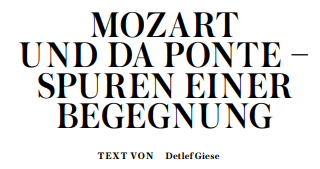 MOZART
UND DA PONTE –
SPUREN EINER
BEGEGNUNG
TEXT VON Detlef Giese